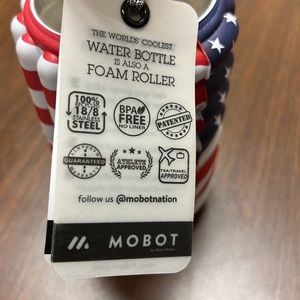 THE WORLDS' COOLEST
WATER BOTTLE
IS ALSO A
FOAM ROLLER
100%
18/8
STAINLESS
STEEL
BPA
FREE
NO LINER
PATENTED
GUARANTEED
ATHLETE
APPROVED
TSA/TRAVEL
APPROVED
follow us @mobotnation
MOBOT